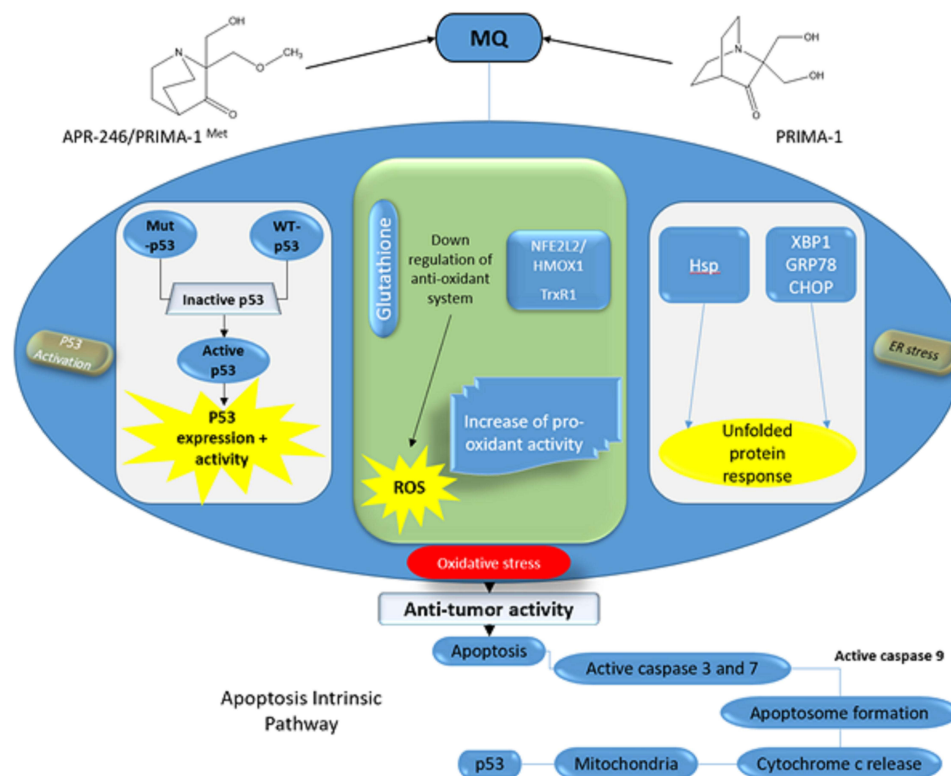 MQ
N
OH
O
CH₃
O
APR-246/PRIMA-1 Met
N
OH
OH
O
PRIMA-1
Mut
-p53
WT-
p53
Inactive p53
Active
p53
P53
expression +
activity
P53
Activation
Glutathione
Down
regulation of
anti-oxidant
system
NFE2L2/
HMOX1
TrxR1
Increase of pro-
oxidant activity
ROS
Hsp
XBP1
GRP78
CHOP
Unfolded
protein
response
ER stress
Oxidative stress
Anti-tumor activity
Apoptosis
Active caspase 3 and 7
Active caspase 9
Apoptosome formation
Apoptosis Intrinsic
Pathway
p53
Mitochondria
Cytochrome c release